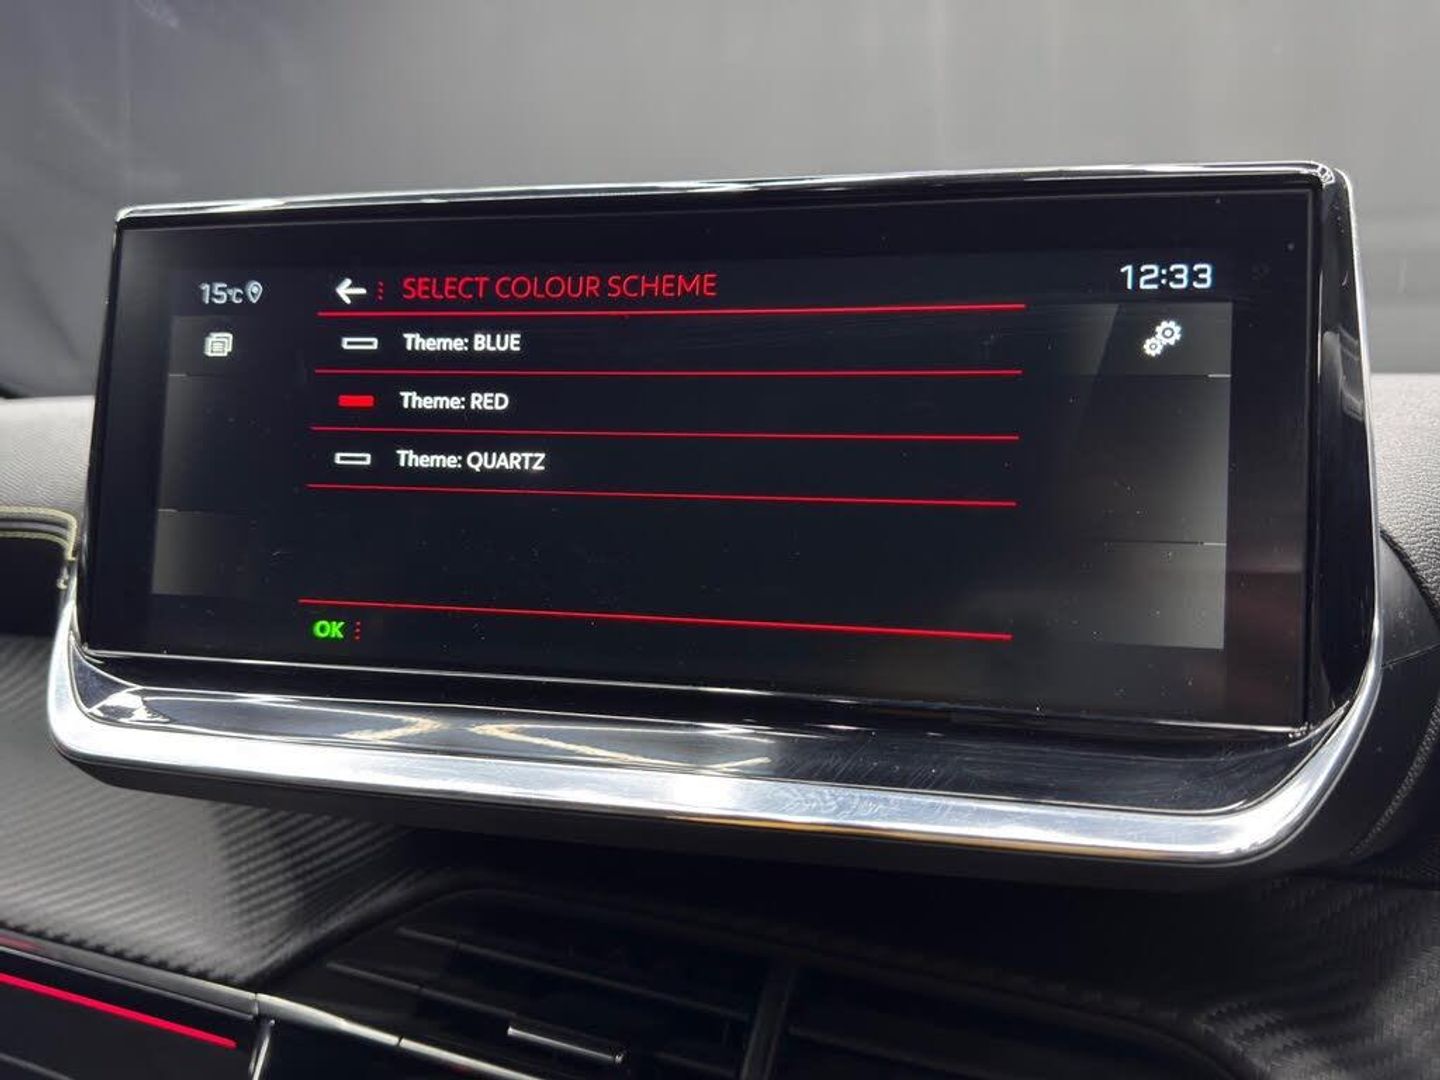 15°C
SELECT COLOUR SCHEME
12:33
Theme: BLUE
Theme: RED
Theme: QUARTZ
OK